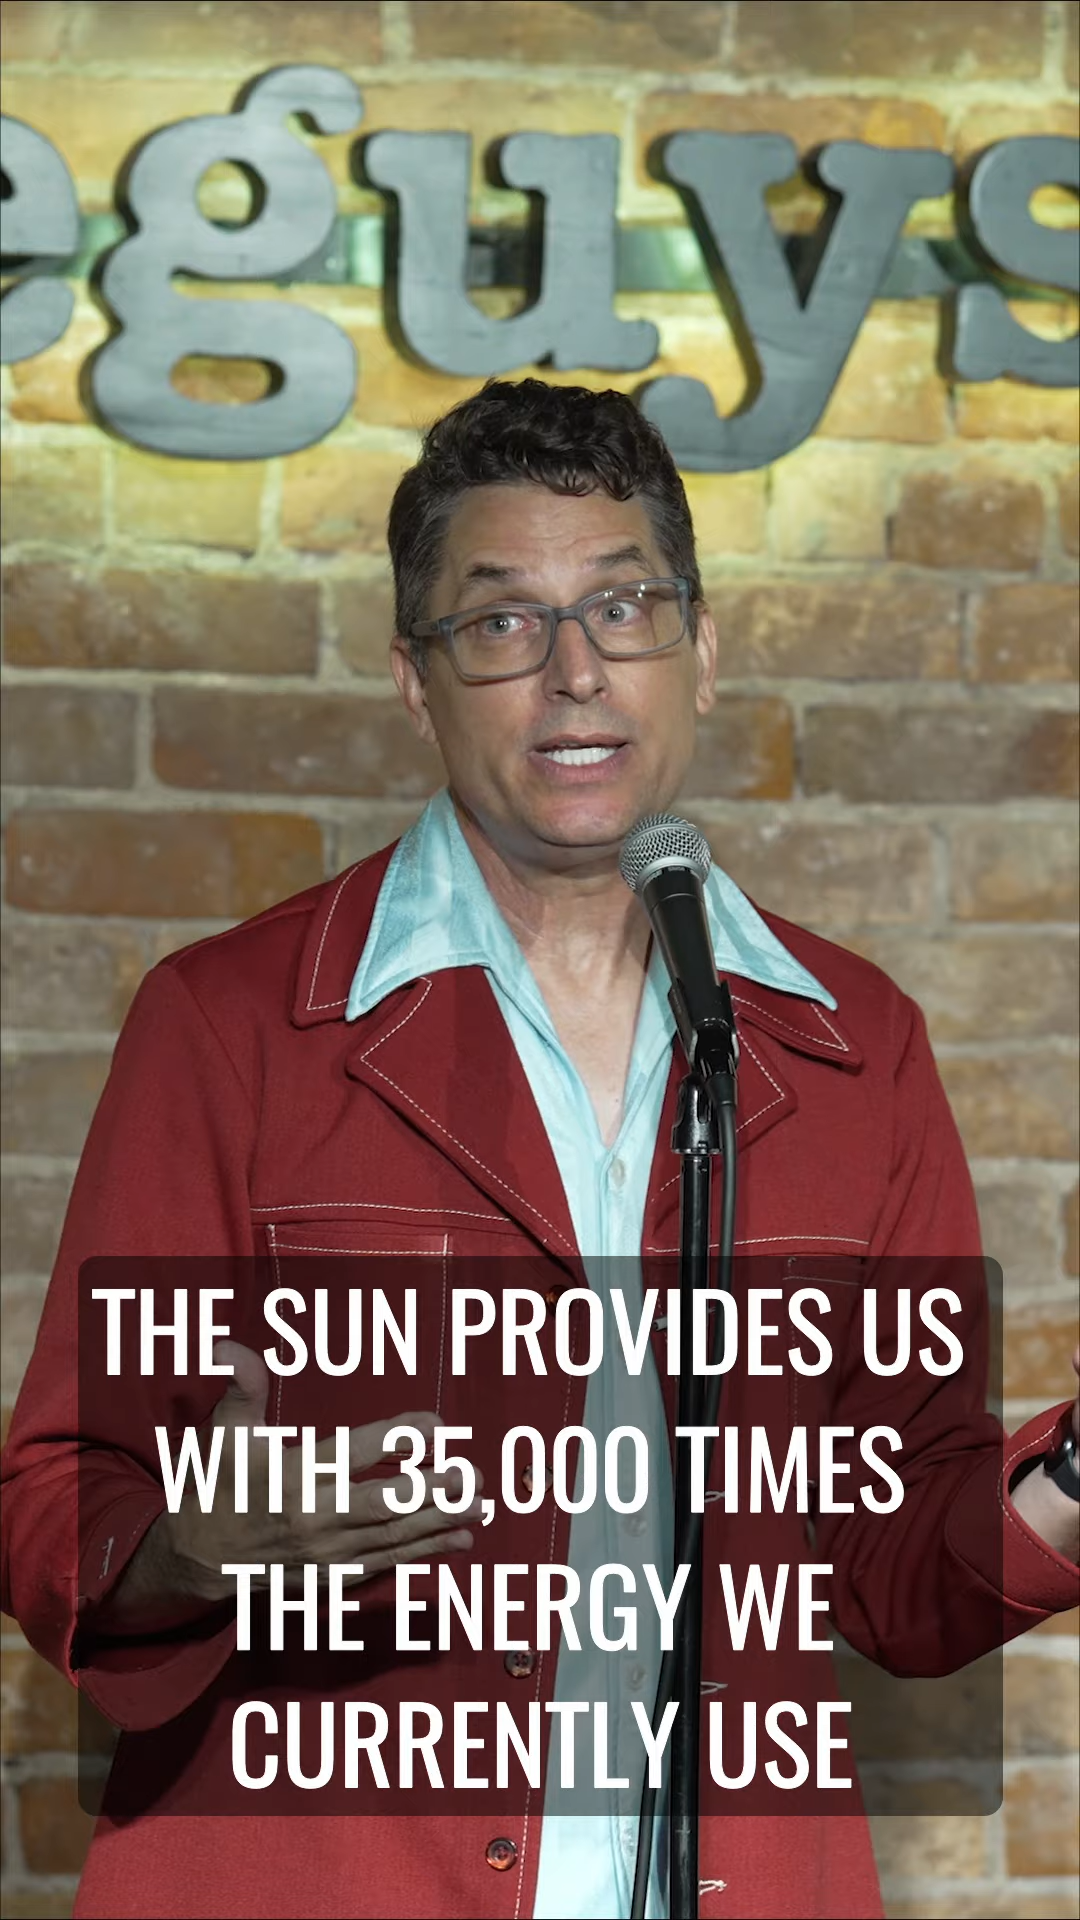 eguys
THE SUN PROVIDES US
WITH 35,000 TIMES
THE ENERGY WE
CURRENTLY USE